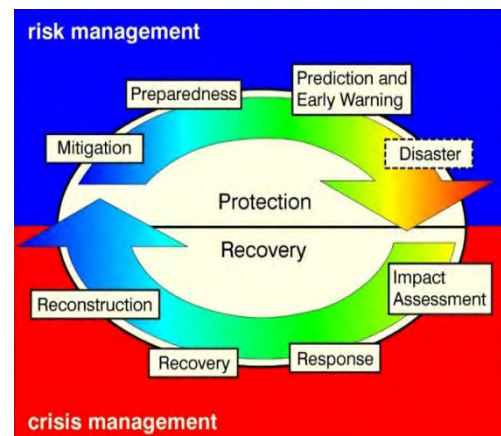 risk management
Prediction and
Early Warning
Preparedness
Mitigation
Disaster
Protection
Recovery
Impact
Assessment
Reconstruction
Recovery
Response
crisis management